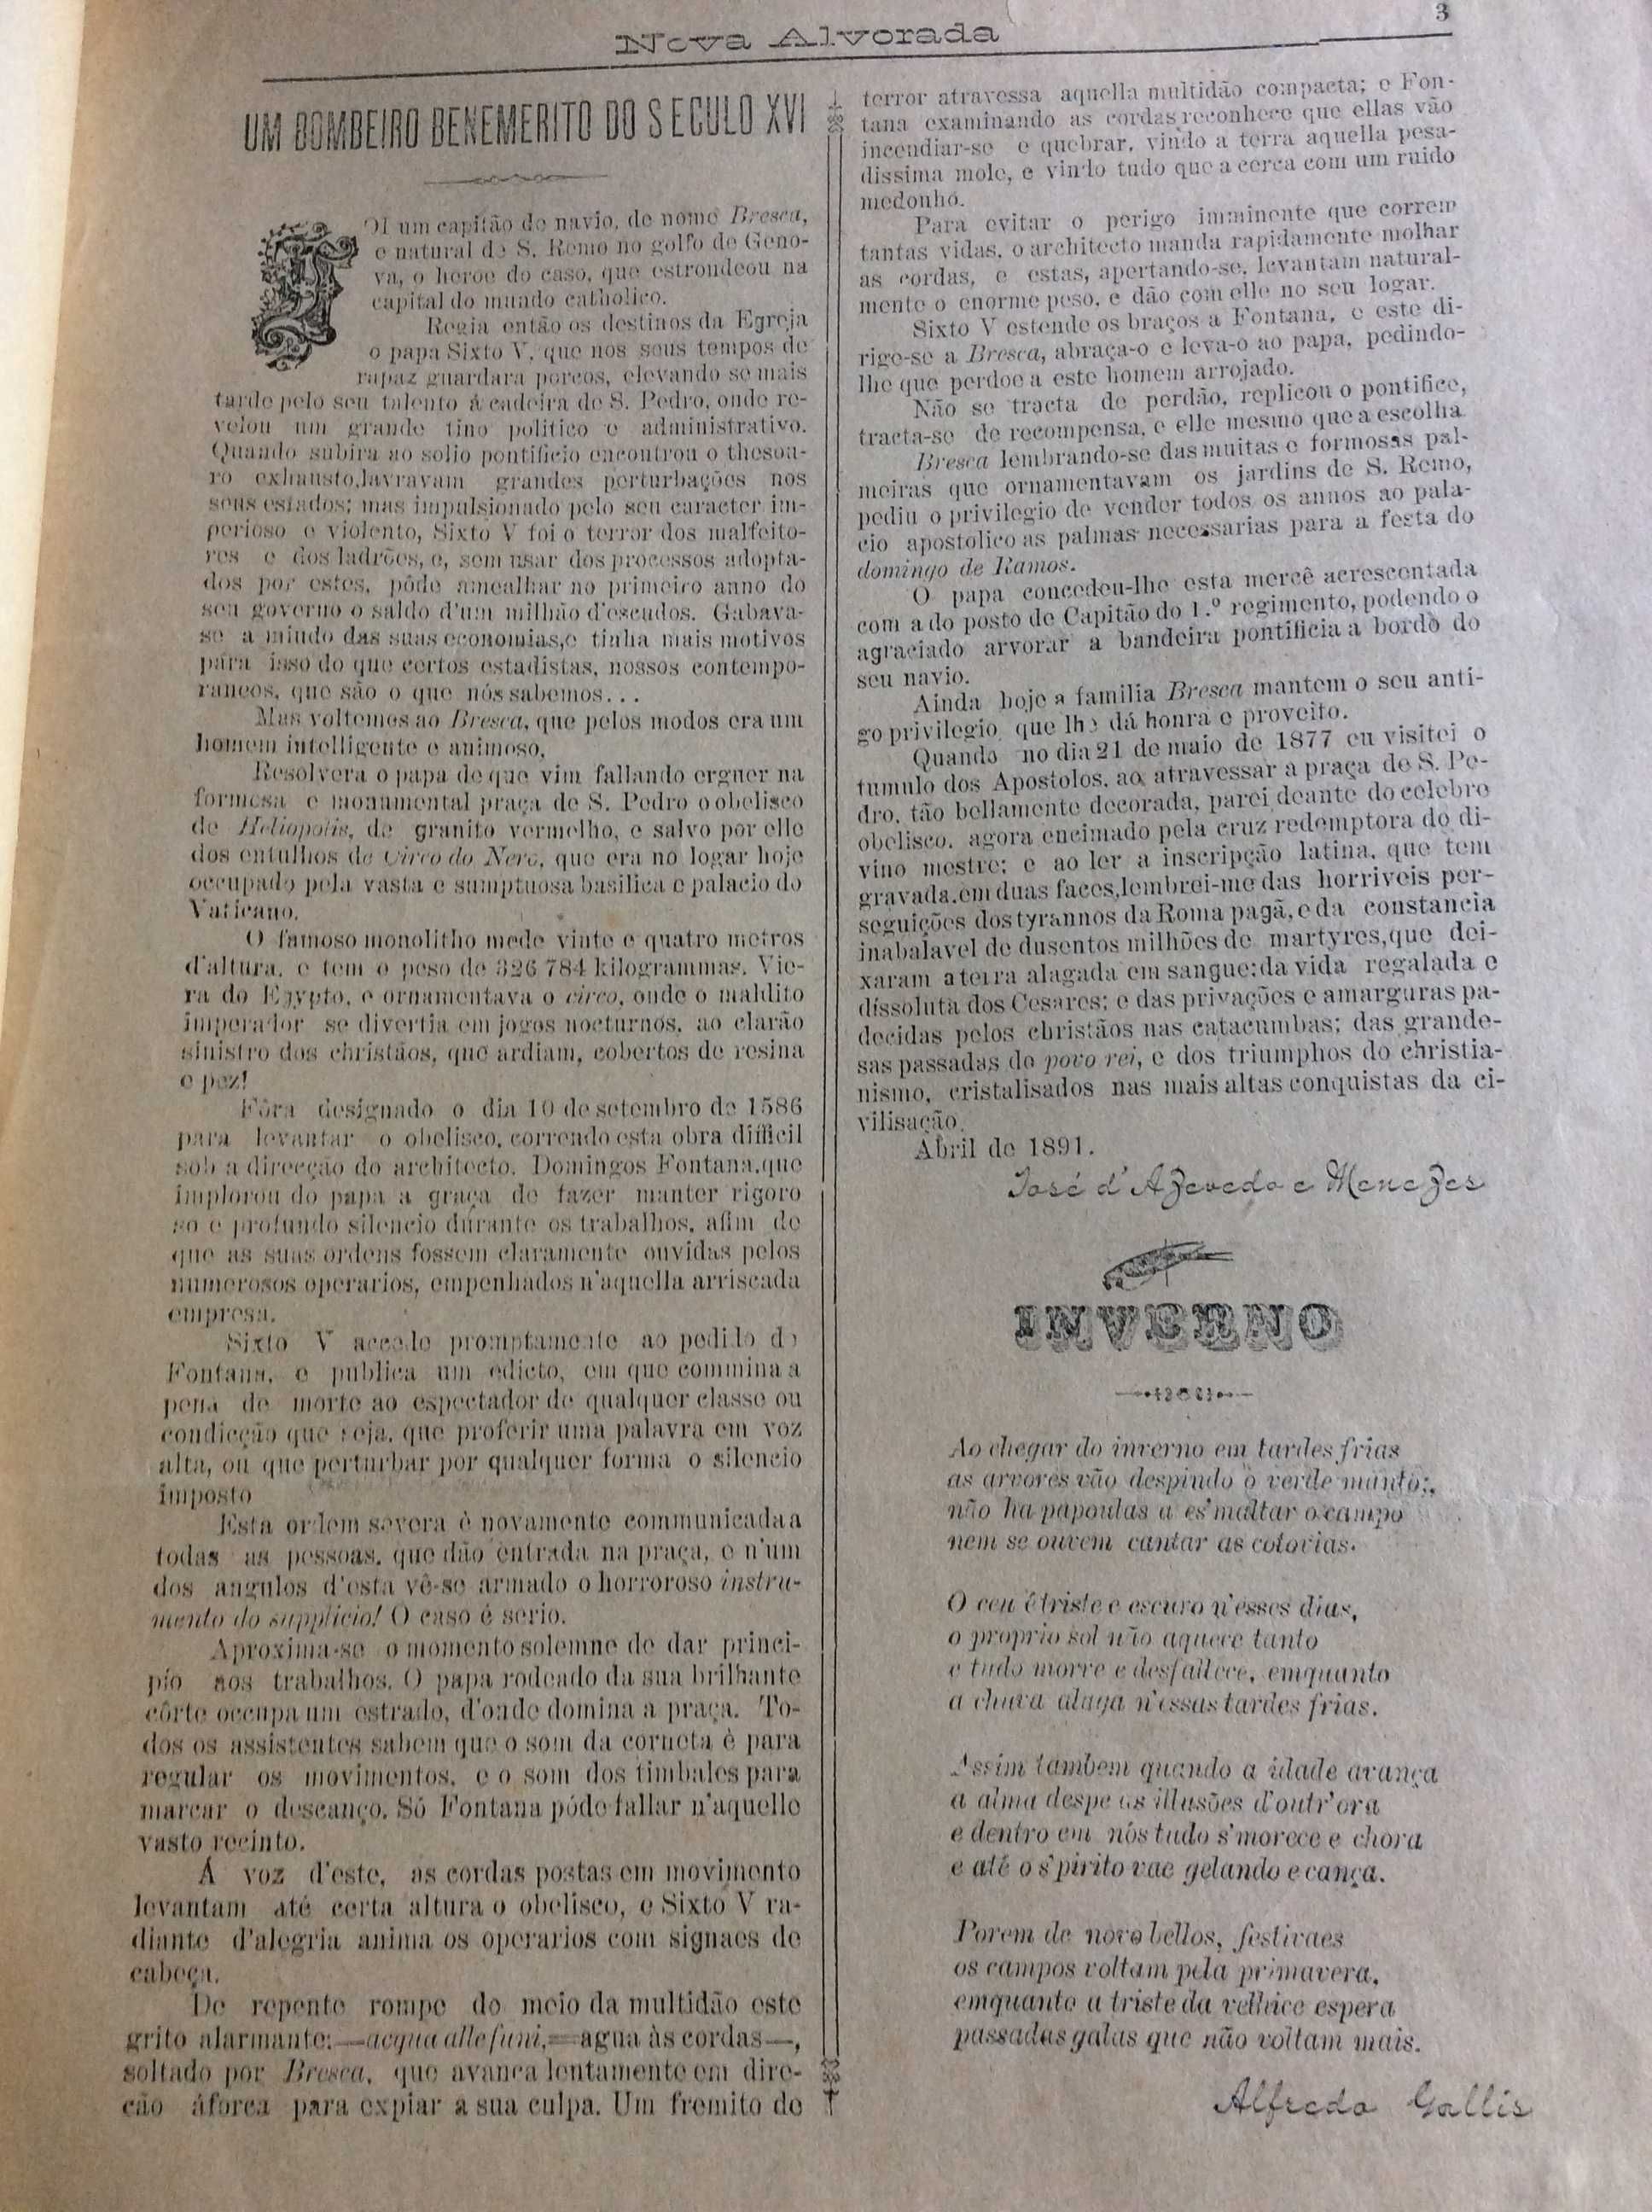 Nova Alvorada
3
UM BOMBEIRO BENEMERITO DO SECULO XVI
FOI um capitão de navio, de nome Bresca,
e natural de S. Remo no golfo de Geno-
va, o heroe do caso, que estrondeou na
capital do mundo catholico.
Regia então os destinos da Egreja
o papa Sixto V, que nos seus tempos de
rapaz guardara porcos, elevando se mais
tarde pelo seu talento á cadeira de S. Pedro, onde re-
velou um grande tino politico e administrativo.
Quando subira ao solio pontificio encontrou o thesou-
ro exhausto,lavravam grandes perturbações nos
seus estados; mas impulsionado pelo seu caracter im-
perioso e violento, Sixto V foi o terror dos malfeito-
res e dos ladrões, e, sem usar dos processos adopta-
dos por estes, pôde amealhar no primeiro anno do
seu governo o saldo d'um milhão d'escudos. Gabava-
se a miudo das suas economias,e tinha mais motivos
para isso do que certos estadistas, nossos contempo-
raneos, que são o que nós sabemos...
Mas voltemos ao Bresca, que pelos modos era um
homem intelligente e animoso,
Resolvera o papa de que vim fallando erguer na
formosa e monumental praça de S. Pedro o obelisco
de Heliopolis, de granito vermelho, e salvo por elle
dos entulhos de Circo do Nero, que era no logar hoje
occupado pela vasta e sumptuosa basilica e palacio do
Vaticano.
O famoso monolitho mede vinte e quatro metros
d'altura, e tem o peso de 326 784 kilogrammas. Vie-
ra do Egypto, e ornamentava o circo, onde o maldito
imperador se divertia em jogos nocturnos, ao clarão
sinistro dos christãos, que ardiam, cobertos de resina
e pez!
Fôra designado o dia 10 de setembro de 1586
para levantar o obelisco, correndo esta obra difficil
sob a direcção do architecto, Domingos Fontana,que
implorou do papa a graça de fazer manter rigoro
so e profundo silencio durante os trabalhos, afim de
que as suas ordens fossem claramente ouvidas pelos
numerosos operarios, empenhados n'aquella arriscada
empresa.
Sixto V accede promptamente ao pedido do
Fontana, e publica um edicto, em que commina a
pena de morte ao espectador de qualquer classe ou
condicção que seja, que proferir uma palavra em voz
alta, ou que perturbar por qualquer forma o silencio
imposto
Esta ordem severa é novamente communicada a
todas as pessoas, que dão entrada na praça, e n'um
dos angulos d'esta vê-se armado o horroroso instru-
mento do supplicio! O caso é serio.
Aproxima-se o momento solemne de dar princi-
pio aos trabalhos. O papa rodeado da sua brilhante
côrte occupa um estrado, d'onde domina a praça. To-
dos os assistentes sabem que o som da corneta é para
regular os movimentos, e o som dos timbales para
marcar o descanço. Só Fontana póde fallar n'aquelle
vasto recinto.
Á voz d'este, as cordas postas em movimento
levantam até certa altura o obelisco, e Sixto V ra-
diante d'alegria anima os operarios com signaes de
cabeça.
De repente rompe do meio da multidão este
grito alarmante:—acqua alle funi,—agua às cordas—,
soltado por Bresca, que avança lentamente em dire-
cão áforca para expiar a sua culpa. Um fremito de
terror atravessa aquella multidão compacta; e Fon-
tana examinando as cordas reconhece que ellas vão
incendiar-se e quebrar, vindo a terra aquella pesa-
dissima mole, e vindo tudo que a cerca com um ruido
medonho.
Para evitar o perigo imminente que correm
tantas vidas, o architecto manda rapidamente molhar
as cordas, e estas, apertando-se, levantam natural-
mente o enorme peso, e dão com elle no seu logar.
Sixto V estende os braços a Fontana, e este di-
rige-se a Bresca, abraça-o e leva-o ao papa, pedindo-
lhe que perdoe a este homem arrojado.
Não se tracta de perdão, replicou o pontifice,
tracta-se de recompensa, e elle mesmo que a escolha
Bresca lembrando-se das muitas e formosas pal-
meiras que ornamentavam os jardins de S. Remo,
pediu o privilegio de vender todos os annos ao pala-
cio apostolico as palmas necessarias para a festa do
domingo de Ramos.
O papa concedeu-lhe esta mercê acrescentada
com a do posto de Capitão do 1.º regimento, podendo o
agraciado arvorar a bandeira pontificia a bordo do
seu navio.
Ainda hoje a familia Bresca mantem o seu anti-
go privilegio que lhe dá honra e proveito.
Quando no dia 21 de maio de 1877 eu visitei o
tumulo dos Apostolos, ao atravessar a praça de S. Pe-
dro, tão bellamente decorada, parei deante do celebre
obelisco, agora encimado pela cruz redemptora do di-
vino mestre; e ao ler a inscripção latina, que tem
gravada,em duas faces,lembrei-me das horriveis per-
seguições dos tyrannos da Roma pagã, e da constancia
inabalavel de dusentos milhões de martyres,que dei-
xaram a terra alagada em sangue;da vida regalada e
dissoluta dos Cesares; e das privações e amarguras pa-
decidas pelos christãos nas catacumbas; das grande-
sas passadas do povo rei, e dos triumphos do christia-
nismo, cristalisados nas mais altas conquistas da ci-
vilisação.
Abril de 1891.
José d'Azevedo e Menezes
INVERNO
Ao chegar do inverno em tardes frias
as arvores vão despindo o verde manto;
não ha papoulas a es'maltar o campo
nem se ouvem cantar as cotovias.
O ceu é triste e escuro n'esses dias,
o proprio sol não aquece tanto
e tudo morre e desfallece, emquanto
a chuva alaga n'essas tardes frias.
Assim tambem quando a idade avança
a alma despe as illusões d'outr'ora
e dentro em nós tudo s'morece e chora
e até o s'pirito vae gelando e cança.
Porem de novo bellos, festivaes
os campos voltam pela primavera,
emquanto a triste da velhice espera
passadas galas que não voltam mais.
Alfredo Gallis